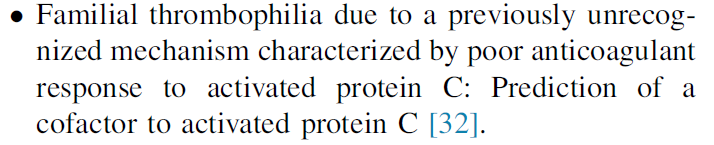 • Familial thrombophilia due to a previously unrecog-
nized mechanism characterized by poor anticoagulant
response to activated protein C: Prediction of a
cofactor to activated protein C [32].